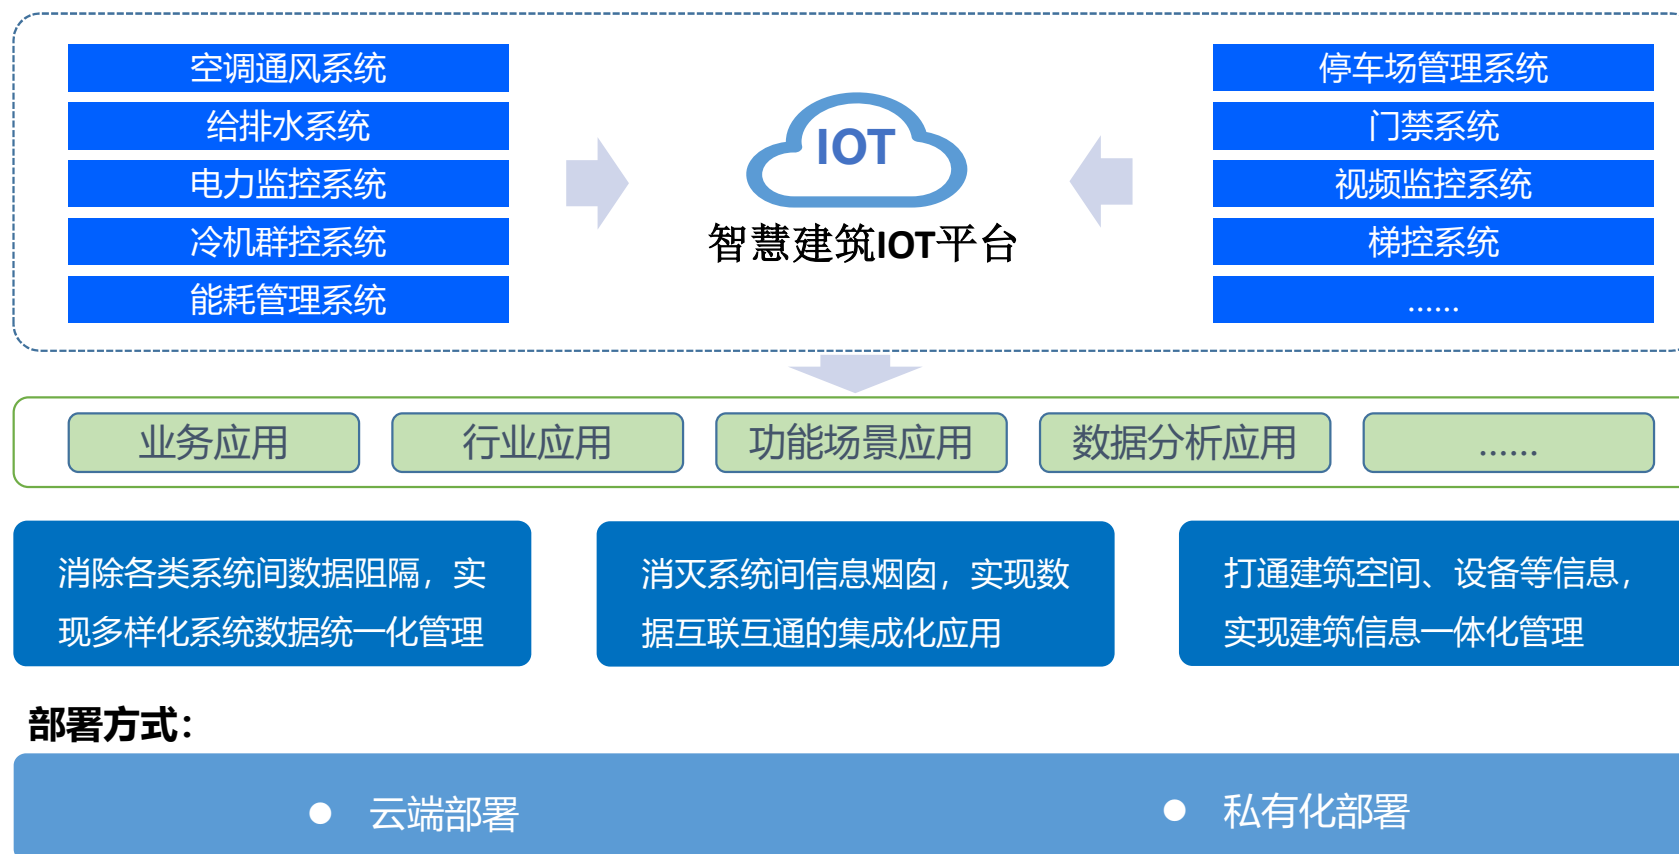 空调通风系统
给排水系统
电力监控系统
冷机群控系统
能耗管理系统
IOT
智慧建筑IOT平台
停车场管理系统
门禁系统
视频监控系统
梯控系统
......
业务应用
行业应用
功能场景应用
数据分析应用
......
消除各类系统间数据阻隔，实
现多样化系统数据统一化管理
消灭系统间信息烟囱，实现数
据互联互通的集成化应用
打通建筑空间、设备等信息，
实现建筑信息一体化管理
部署方式：
● 云端部署
● 私有化部署